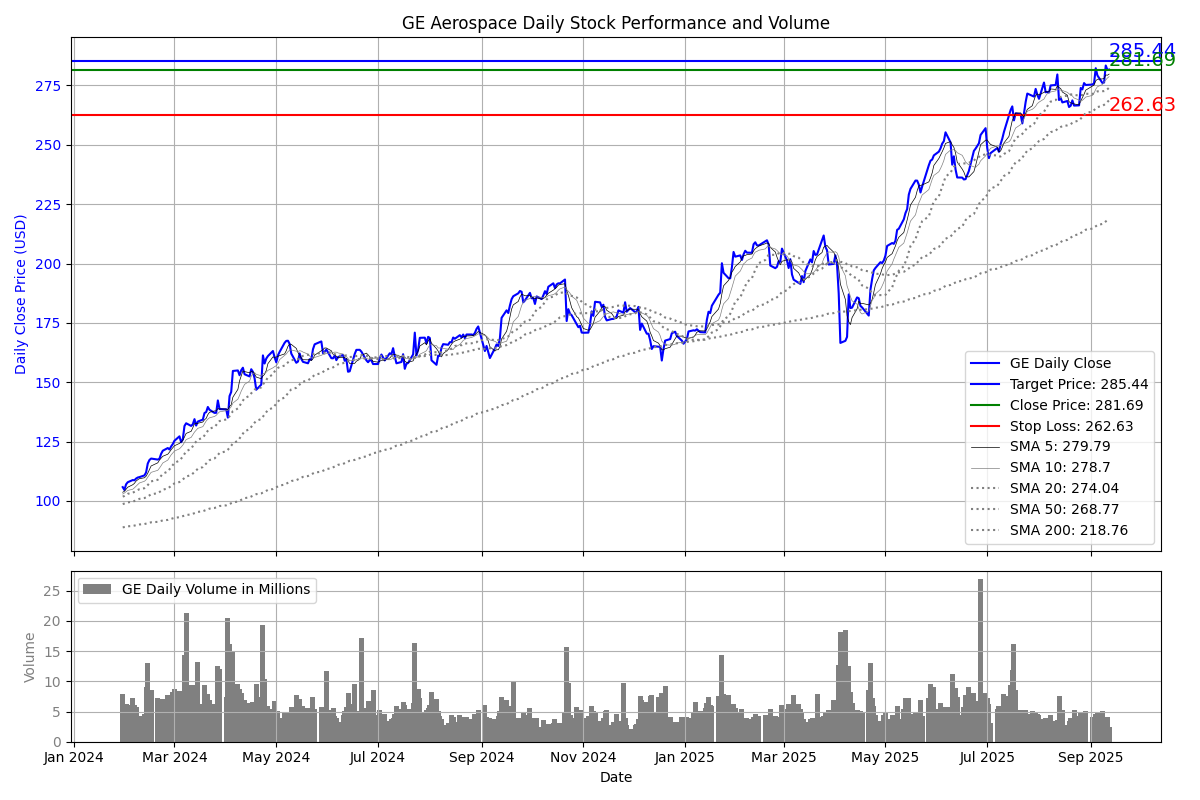 GE Aerospace Daily Stock Performance and Volume
285.44
281.69
262.63
275
250
225
200
175
150
125
100
Daily Close Price (USD)
GE Daily Close
Target Price: 285.44
Close Price: 281.69
Stop Loss: 262.63
SMA 5: 279.79
SMA 10: 278.7
SMA 20: 274.04
SMA 50: 268.77
SMA 200: 218.76
GE Daily Volume in Millions
25
20
15
10
5
0
Volume
Jan 2024 Mar 2024 May 2024 Jul 2024 Sep 2024 Nov 2024 Jan 2025 Mar 2025 May 2025 Jul 2025 Sep 2025
Date